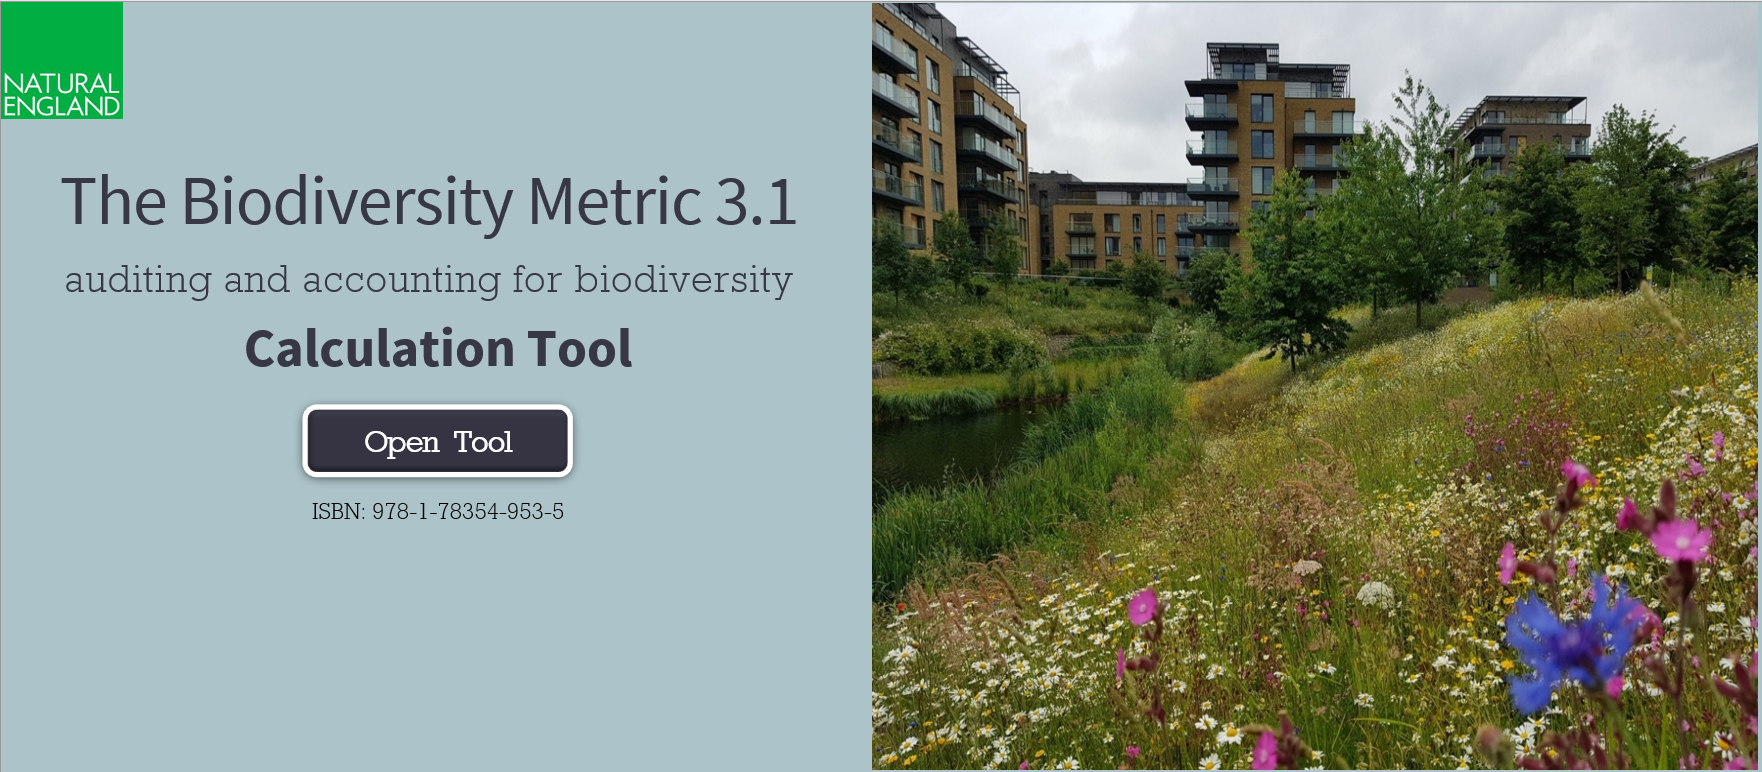 NATURAL
ENGLAND
The Biodiversity Metric 3.1
auditing and accounting for biodiversity
Calculation Tool
Open Tool
ISBN: 978-1-78354-953-5